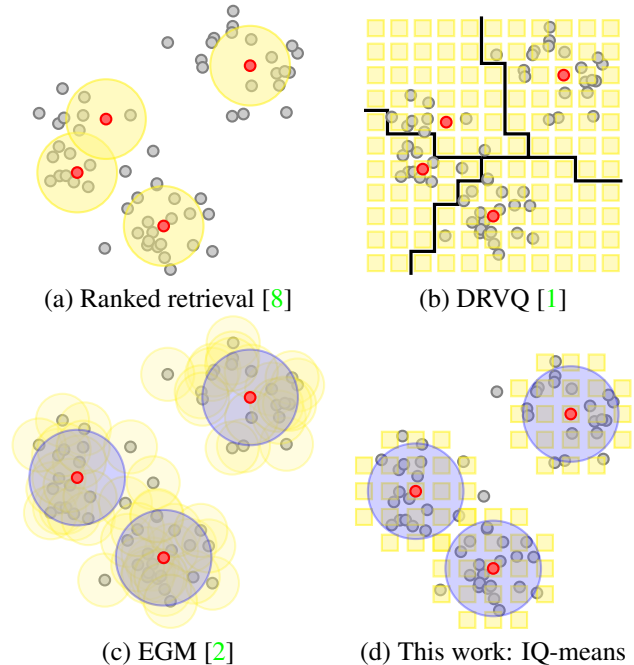 (a) Ranked retrieval [8]
(b) DRVQ [1]
(c) EGM [2]
(d) This work: IQ-means